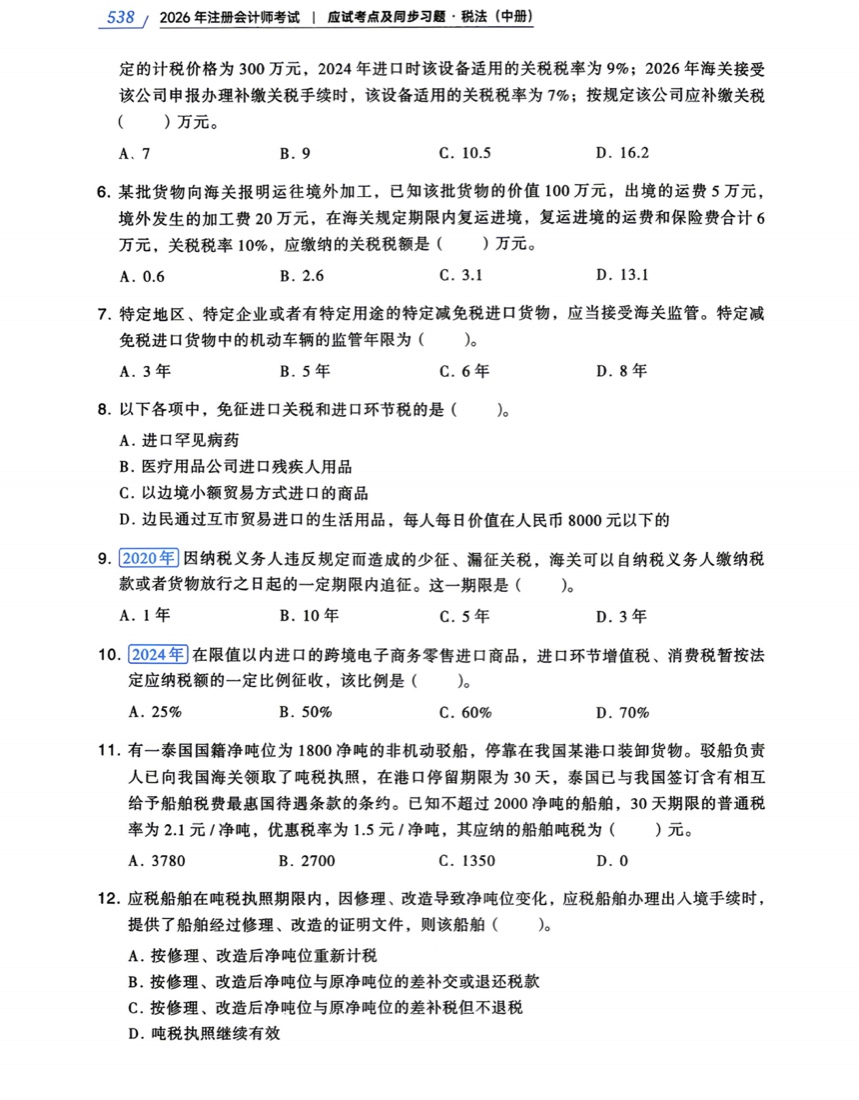 538 / 2026年注册会计师考试 | 应试考点及同步习题·税法（中册）
定的计税价格为300万元，2024年进口时该设备适用的关税税率为9%；2026年海关接受
该公司申报办理补缴关税手续时，该设备适用的关税税率为7%；按规定该公司应补缴关税
（　　）万元。
A. 7　B. 9　C. 10.5　D. 16.2
6. 某批货物向海关报明运往境外加工，已知该批货物的价值100万元，出境的运费5万元，
境外发生的加工费20万元，在海关规定期限内复运进境，复运进境的运费和保险费合计6
万元，关税税率10%，应缴纳的关税税额是（　　）万元。
A. 0.6　B. 2.6　C. 3.1　D. 13.1
7. 特定地区、特定企业或者有特定用途的特定减免税进口货物，应当接受海关监管。特定减
免税进口货物中的机动车辆的监管年限为（　　）。
A. 3年　B. 5年　C. 6年　D. 8年
8. 以下各项中，免征进口关税和进口环节税的是（　　）。
A. 进口罕见病药
B. 医疗用品公司进口残疾人用品
C. 以边境小额贸易方式进口的商品
D. 边民通过互市贸易进口的生活用品，每人每日价值在人民币8000元以下的
9. 2020年 因纳税义务人违反规定而造成的少征、漏征关税，海关可以自纳税义务人缴纳税
款或者货物放行之日起的一定期限内追征。这一期限是（　　）。
A. 1年　B. 10年　C. 5年　D. 3年
10. 2024年 在限值以内进口的跨境电子商务零售进口商品，进口环节增值税、消费税暂按法
定应纳税额的一定比例征收，该比例是（　　）。
A. 25%　B. 50%　C. 60%　D. 70%
11. 有一泰国国籍净吨位为1800净吨的非机动驳船，停靠在我国某港口装卸货物。驳船负责
人已向我国海关领取了吨税执照，在港口停留期限为30天，泰国已与我国签订含有相互
给予船舶税费最惠国待遇条款的条约。已知不超过2000净吨的船舶，30天期限的普通税
率为2.1元/净吨，优惠税率为1.5元/净吨，其应纳的船舶吨税为（　　）元。
A. 3780　B. 2700　C. 1350　D. 0
12. 应税船舶在吨税执照期限内，因修理、改造导致净吨位变化，应税船舶办理出入境手续时，
提供了船舶经过修理、改造的证明文件，则该船舶（　　）。
A. 按修理、改造后净吨位重新计税
B. 按修理、改造后净吨位与原净吨位的差补交或退还税款
C. 按修理、改造后净吨位与原净吨位的差补税但不退税
D. 吨税执照继续有效